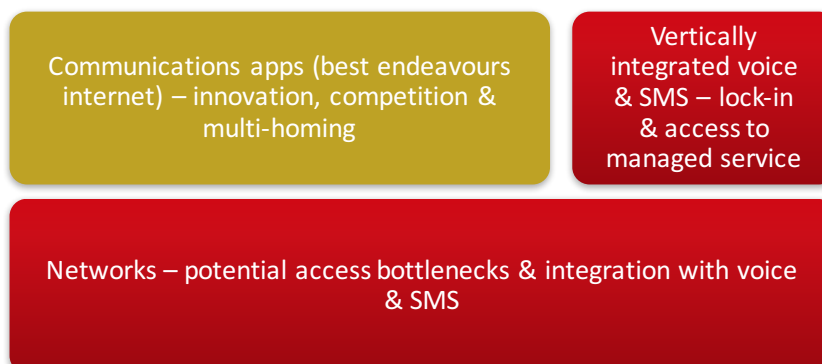 Communications apps (best endeavours
internet) – innovation, competition &
multi-homing
Vertically
integrated voice
& SMS – lock-in
& access to
managed service
Networks – potential access bottlenecks & integration with voice
& SMS